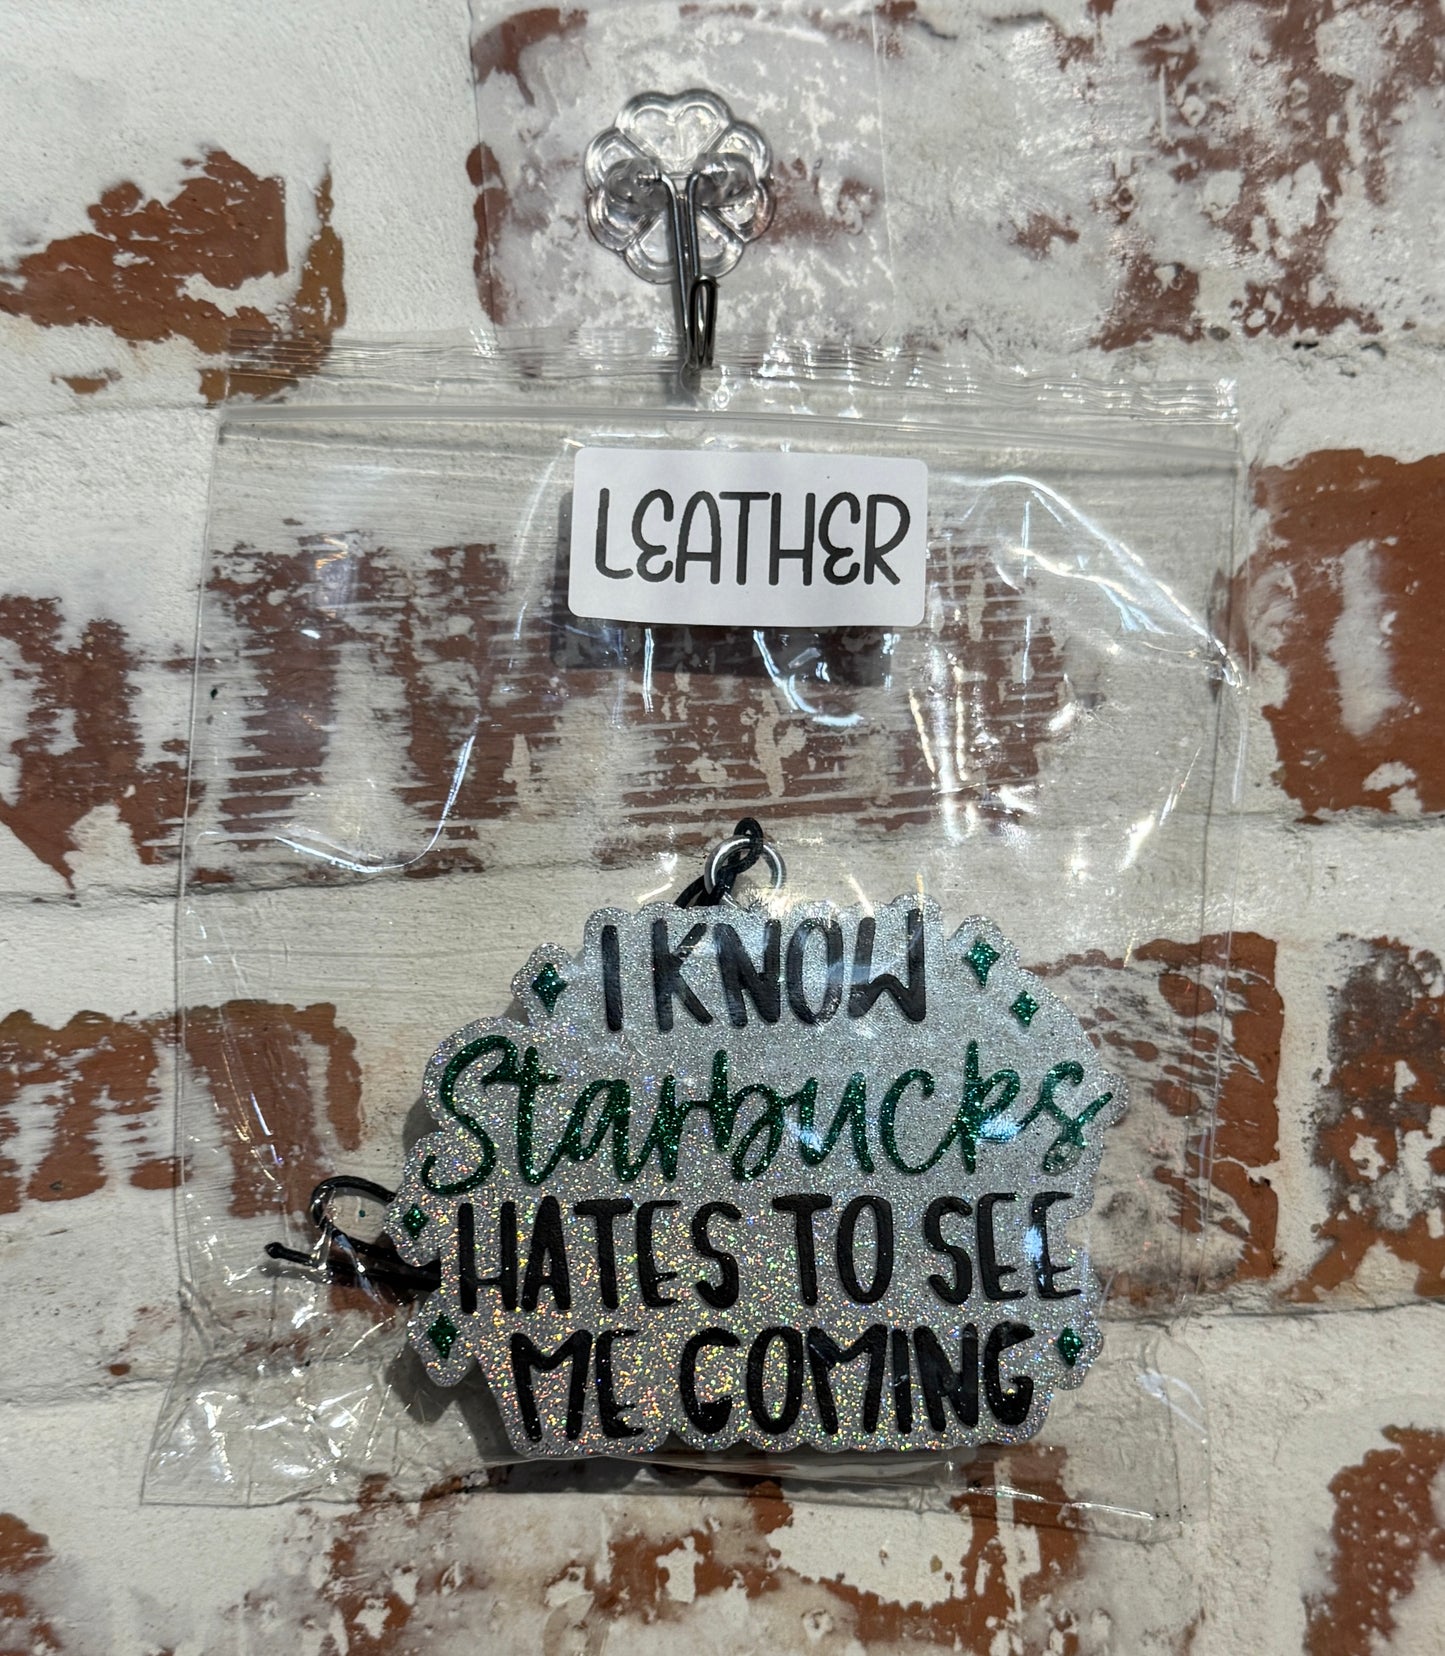 LEATHER
I KNOW
Starbucks
HATES TO SEE
ME COMING